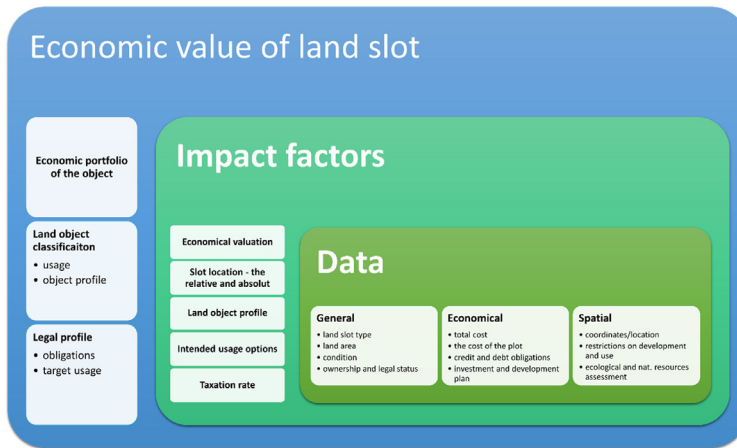 Economic value of land slot
Economic portfolio
of the object
Land object
classificaiton
• usage
• object profile
Legal profile
• obligations
• target usage
Impact factors
Economical valuation
Slot location - the
relative and absolut
Land object profile
Intended usage options
Taxation rate
Data
General
• land slot type
• land area
• condition
• ownership and legal status
Economical
• total cost
• the cost of the plot
• credit and debt obligations
• investment and development
plan
Spatial
• coordinates/location
• restrictions on development
and use
• ecological and nat. resources
assessment